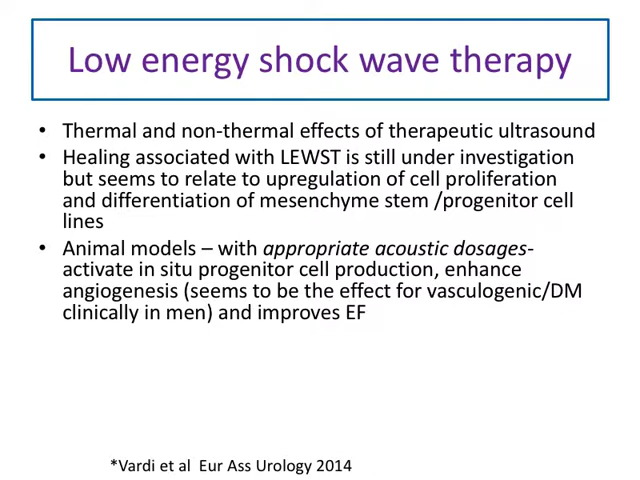 Low energy shock wave therapy
• Thermal and non-thermal effects of therapeutic ultrasound
• Healing associated with LEWST is still under investigation
but seems to relate to upregulation of cell proliferation
and differentiation of mesenchyme stem /progenitor cell
lines
• Animal models – with appropriate acoustic dosages-
activate in situ progenitor cell production, enhance
angiogenesis (seems to be the effect for vasculogenic/DM
clinically in men) and improves EF
*Vardi et al  Eur Ass Urology 2014